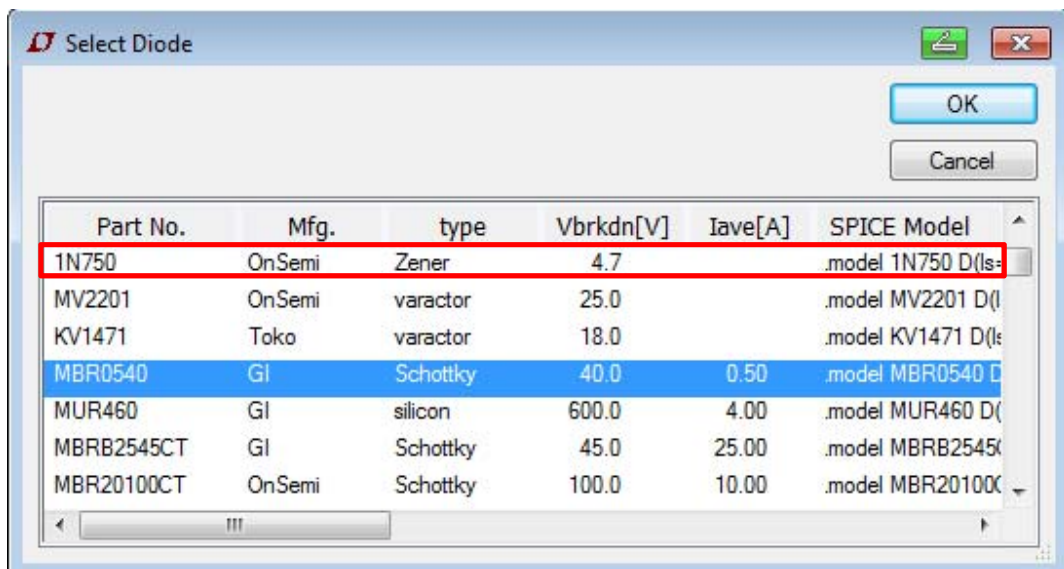 Select Diode
OK
Cancel
Part No. Mfg. type Vbrkdn[V] Iave[A] SPICE Model
1N750 OnSemi Zener 4.7 .model 1N750 D(Is=
MV2201 OnSemi varactor 25.0 .model MV2201 D(I
KV1471 Toko varactor 18.0 .model KV1471 D(Is
MBR0540 GI Schottky 40.0 0.50 .model MBR0540 D
MUR460 GI silicon 600.0 4.00 .model MUR460 D(
MBRB2545CT GI Schottky 45.0 25.00 .model MBRB2545(
MBR20100CT OnSemi Schottky 100.0 10.00 .model MBR20100C